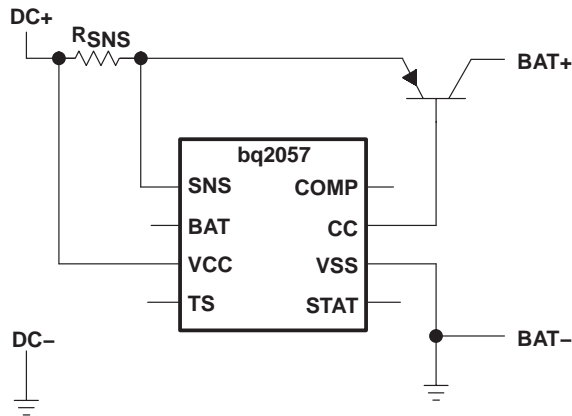 DC+
RSNS
BAT+
bq2057
SNS
COMP
BAT
CC
VCC
VSS
TS
STAT
DC–
BAT–